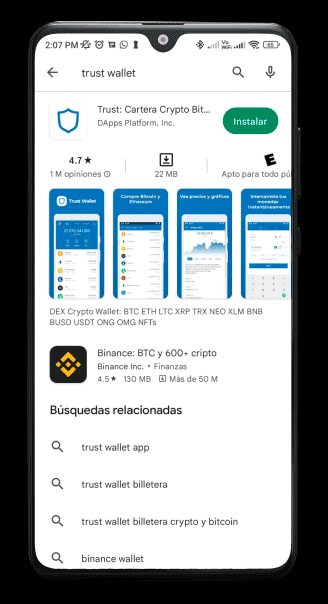 2:07 PM
65
trust wallet
Trust: Cartera Crypto Bit...
DApps Platform, Inc.
Instalar
4.7★
1 M opiniones
22 MB
E
Apto para todo pú
Trust Wallet
Compre Bitcoin y Ethereum
Vea precios y gráficos
Intercambia tus monedas instantáneamente
DEX Crypto Wallet: BTC ETH LTC XRP TRX NEO XLM BNB
BUSD USDT ONG OMG NFTs
Binance: BTC y 600+ cripto
Binance Inc. • Finanzas
4.5★ 130 MB Más de 50 M
Búsquedas relacionadas
trust wallet app
trust wallet billetera
trust wallet billetera crypto y bitcoin
binance wallet